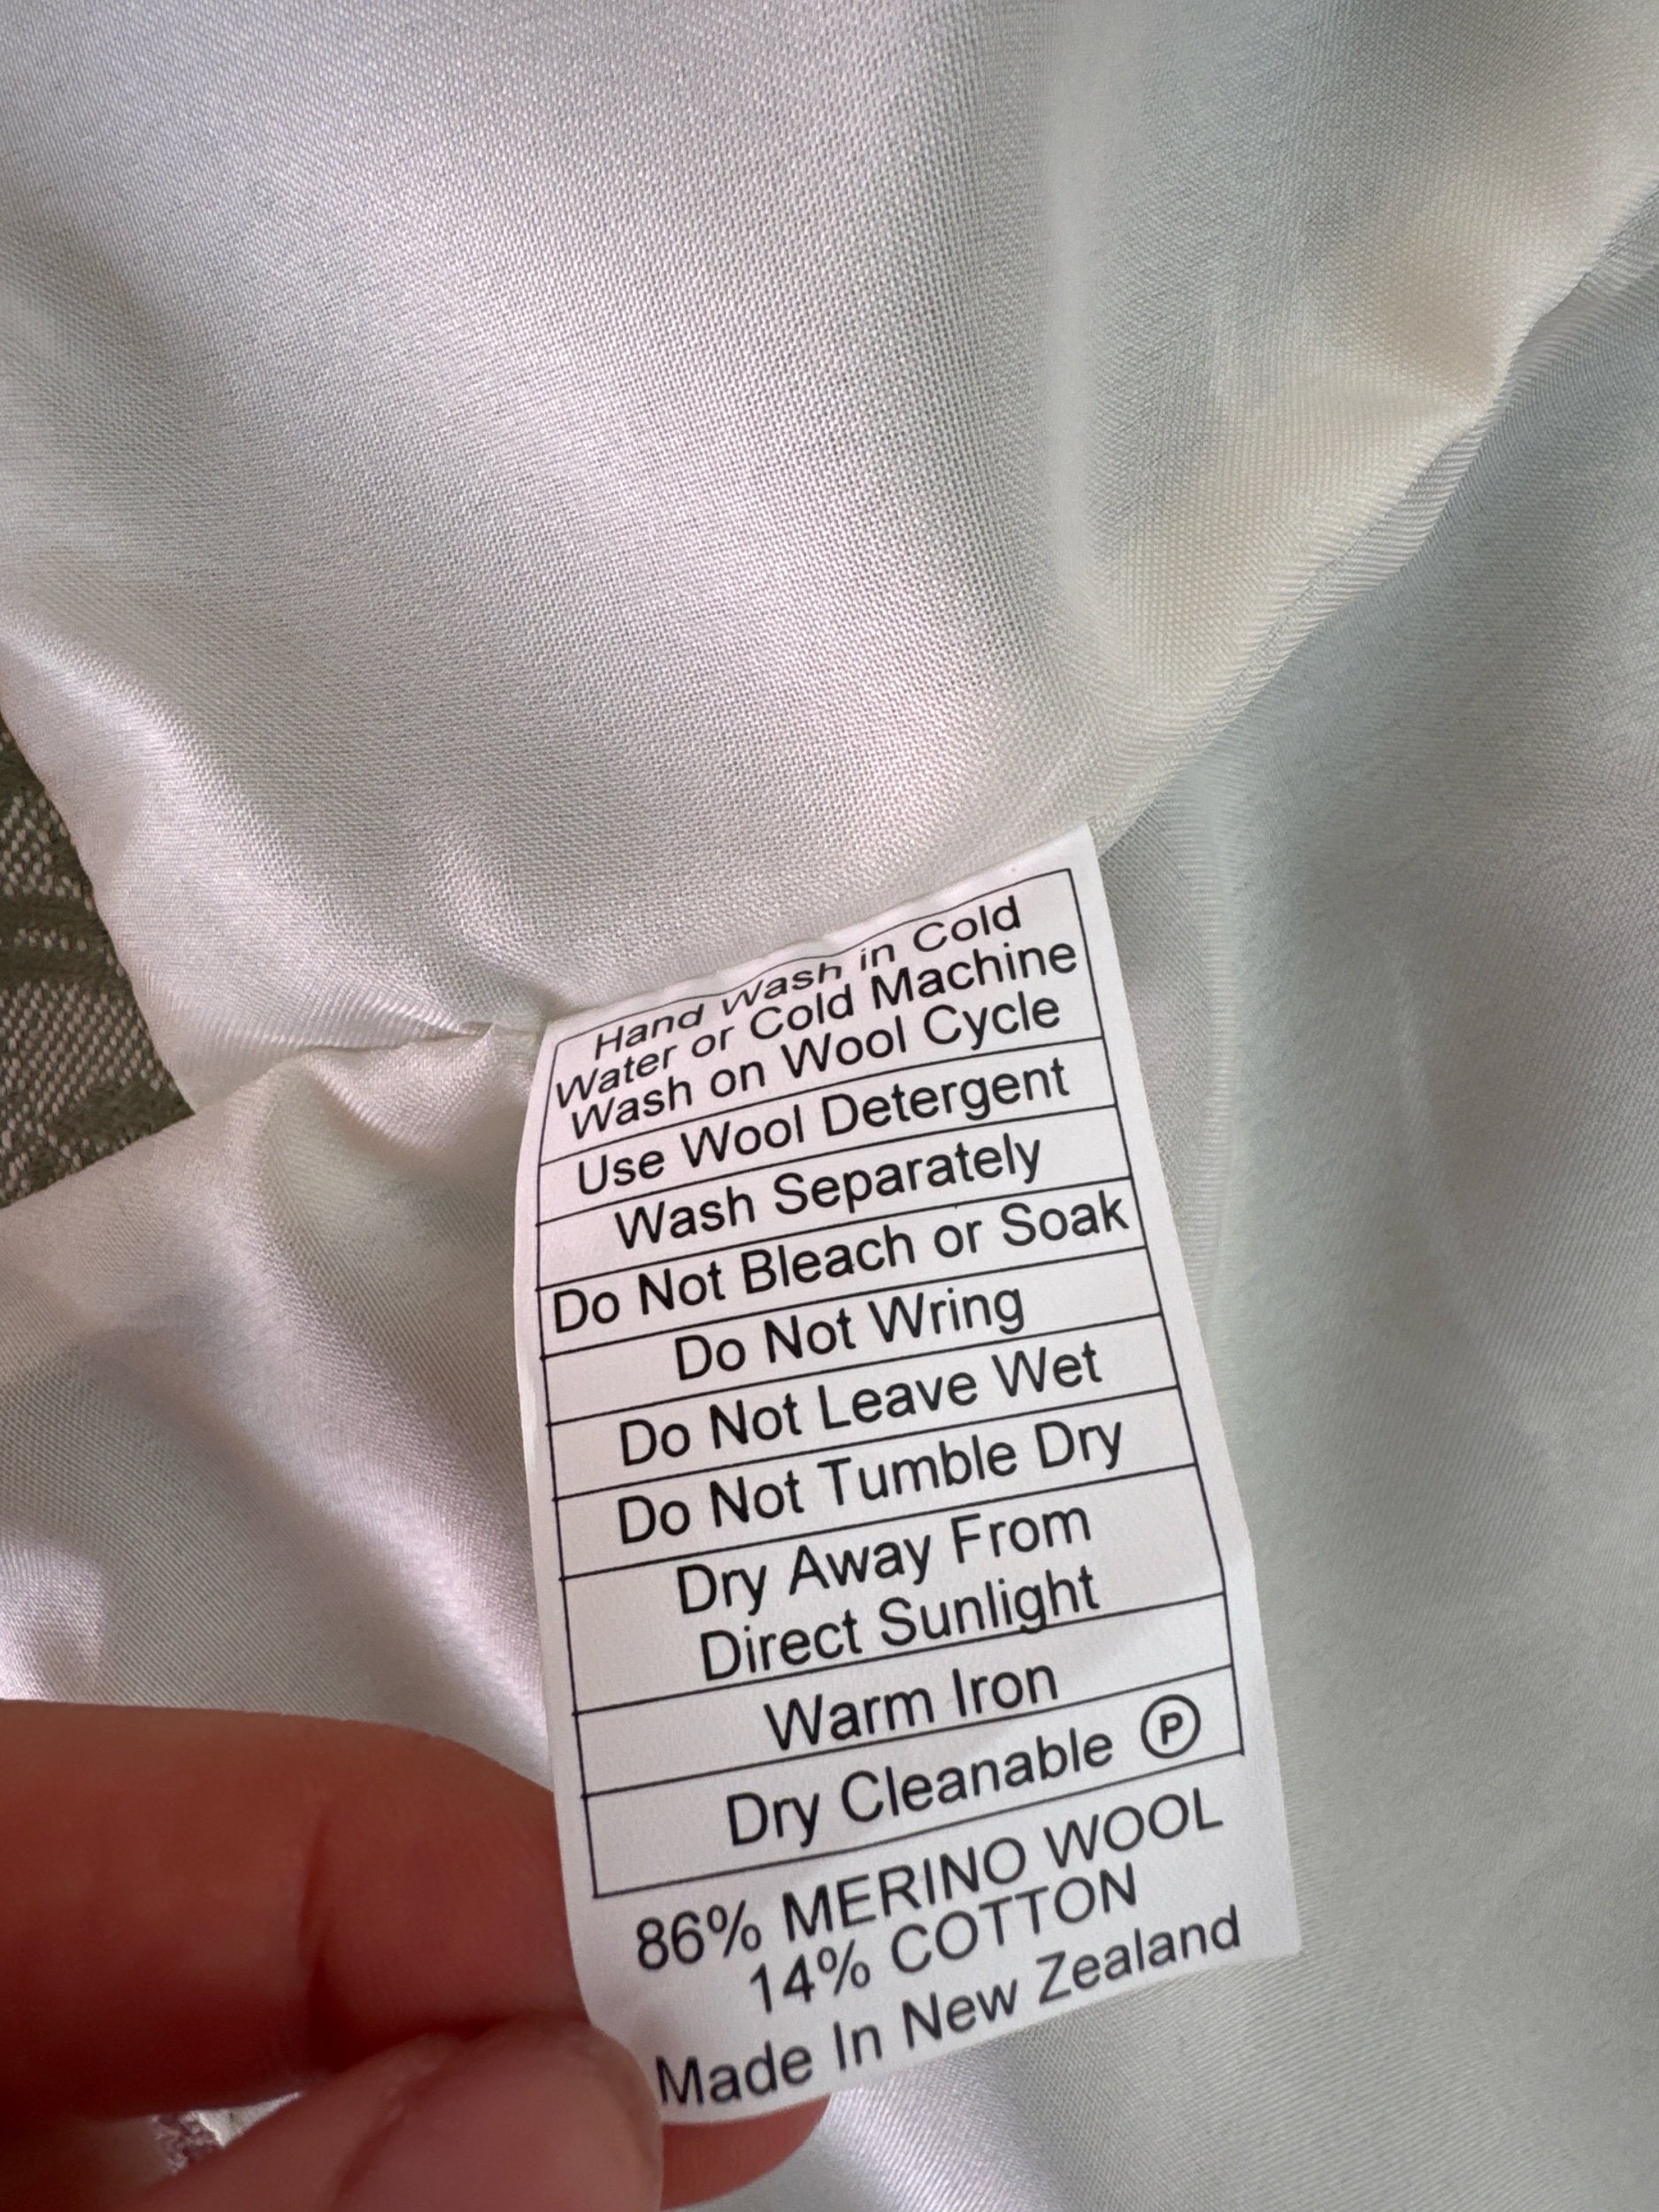 Hand Wash in Cold
Water or Cold Machine
Wash on Wool Cycle
Use Wool Detergent
Wash Separately
Do Not Bleach or Soak
Do Not Wring
Do Not Leave Wet
Do Not Tumble Dry
Dry Away From
Direct Sunlight
Warm Iron
Dry Cleanable Ⓟ
86% MERINO WOOL
14% COTTON
Made In New Zealand